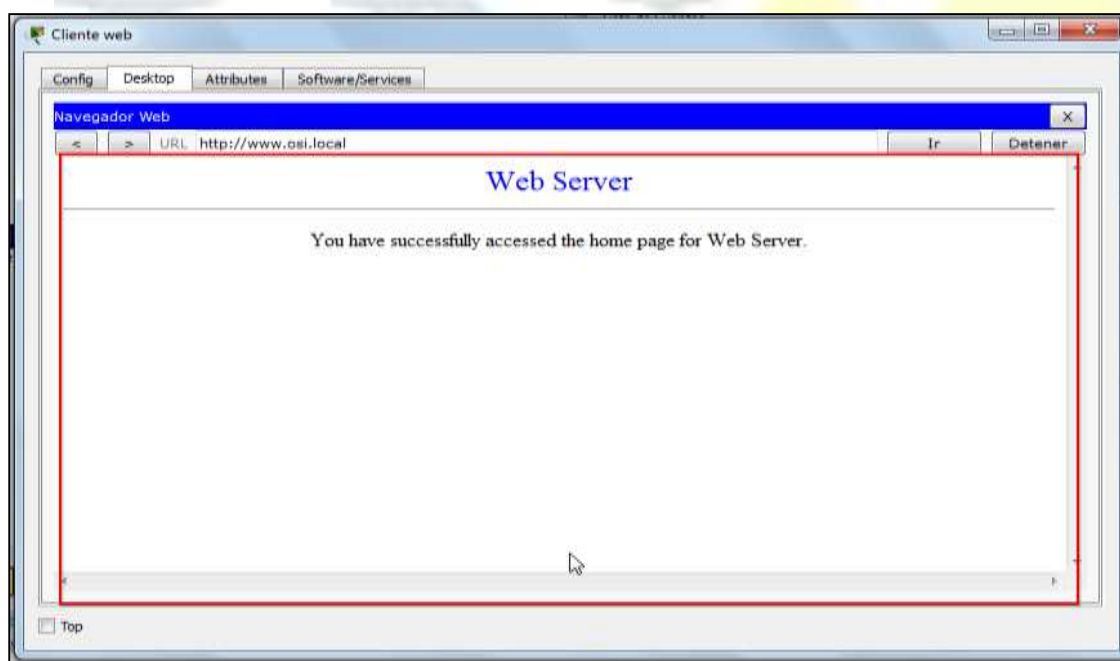 Cliente web
Config Desktop Attributes Software/Services
Navegador Web X
< > URL http://www.osi.local Ir Detener
Web Server
You have successfully accessed the home page for Web Server.
Top